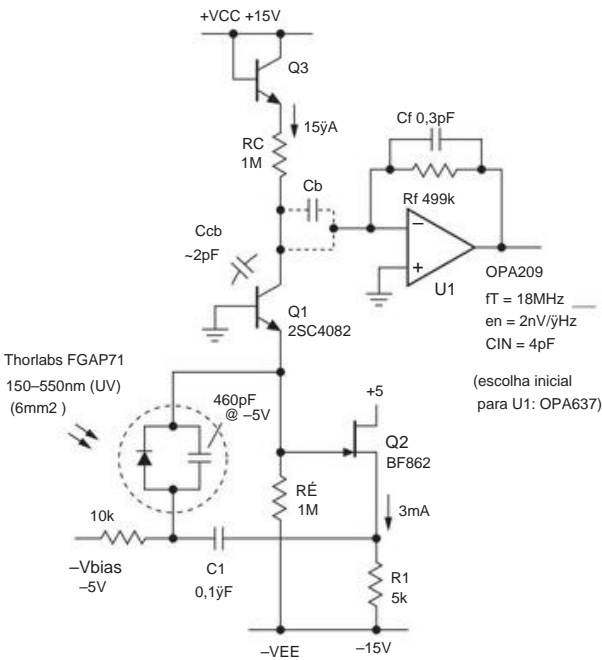 +VCC +15V
Q3
15ÿA
RC
1M
Cf 0,3pF
Cb
Rf 499k
Ccb
~2pF
−
+
U1
OPA209
fT = 18MHz
en = 2nV/ÿHz
CIN = 4pF
(escolha inicial
para U1: OPA637)
Q1
2SC4082
Thorlabs FGAP71
150–550nm (UV)
(6mm2 )
460pF
@ –5V
+5
Q2
BF862
RÉ
1M
3mA
10k
–Vbias
–5V
C1
0,1ÿF
R1
5k
–VEE
–15V